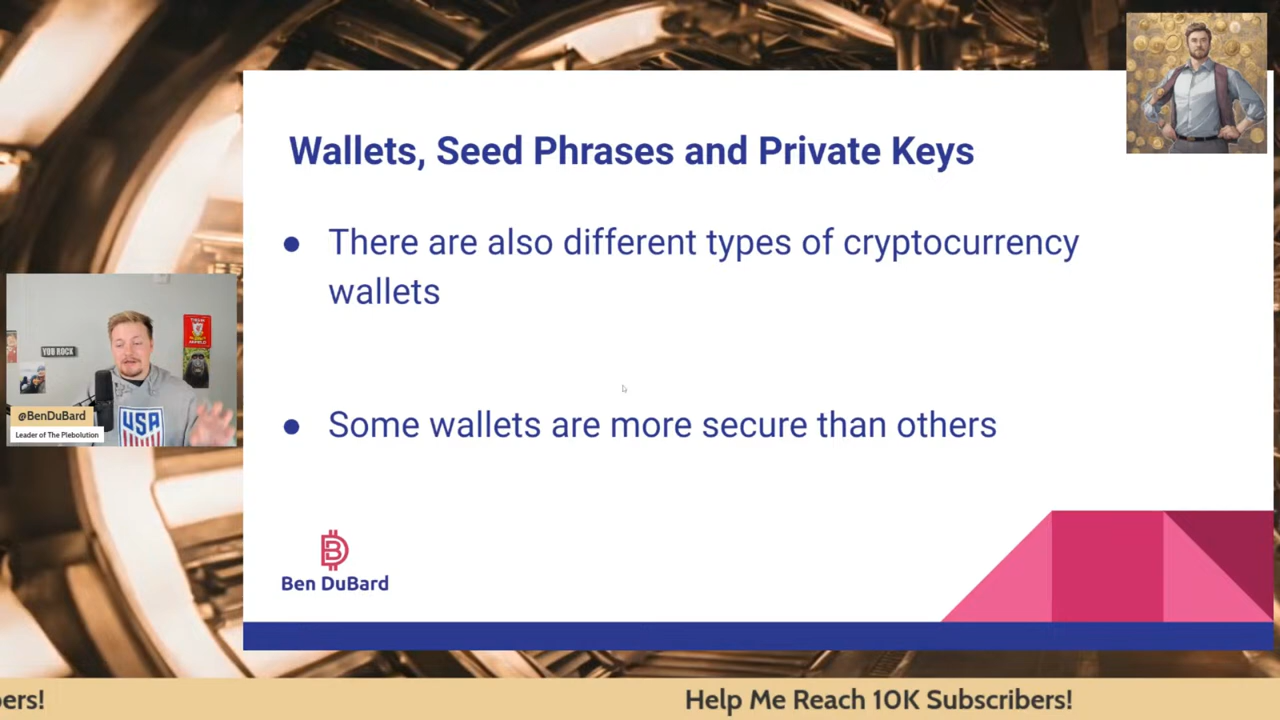 Wallets, Seed Phrases and Private Keys
There are also different types of cryptocurrency
wallets
Some wallets are more secure than others
Ben DuBard
YOU ROCK
@BenDuBard
Leader of The Plebolution
USA
ers!
Help Me Reach 10K Subscribers!